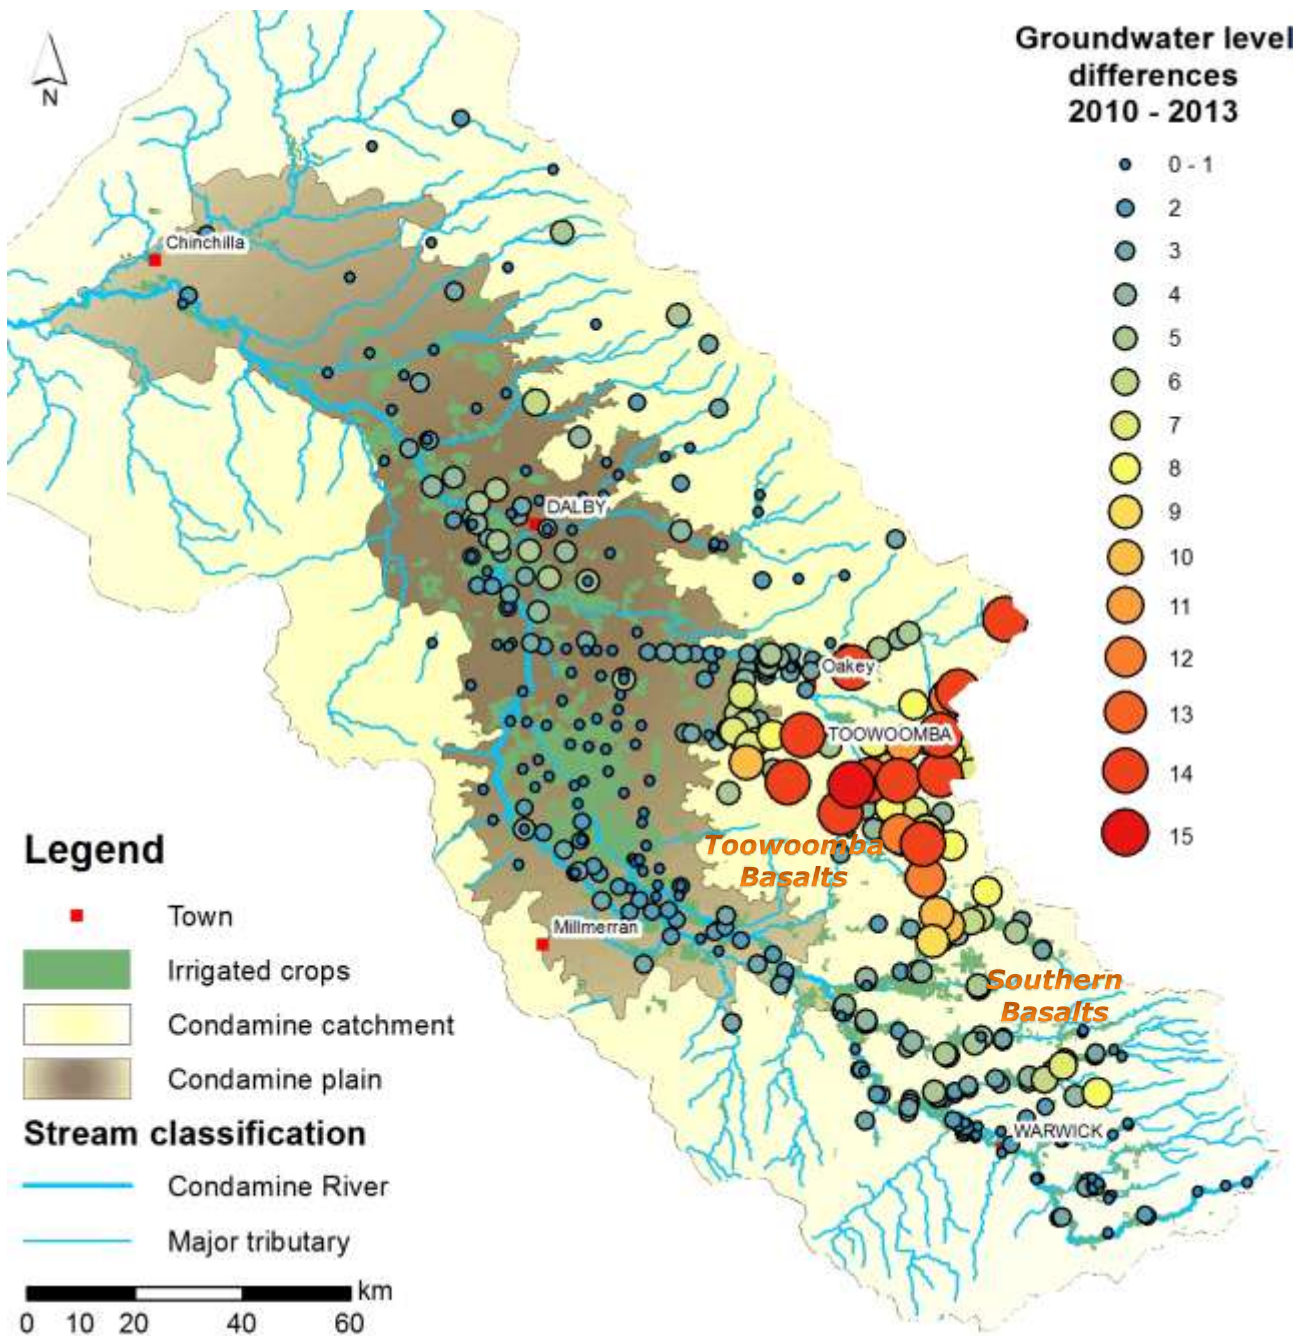 Groundwater level
differences
2010 - 2013
0 - 1
2
3
4
5
6
7
8
9
10
11
12
13
14
15
N
Chinchilla
DALBY
Oakey
TOOWOOMBA
Toowoomba
Basalts
Millmerran
Southern
Basalts
WARWICK
Legend
Town
Irrigated crops
Condamine catchment
Condamine plain
Stream classification
Condamine River
Major tributary
km
0 10 20 40 60